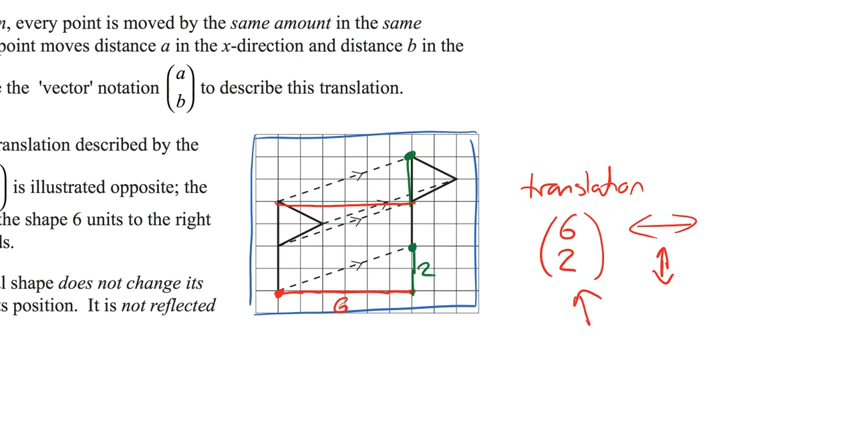 n, every point is moved by the same amount in the same
point moves distance a in the x-direction and distance b in the
the 'vector' notation (a b) to describe this translation.
ranslation described by the
) is illustrated opposite; the
the shape 6 units to the right
ds.
l shape does not change its
s position. It is not reflected
translation
(6
2)
2
6